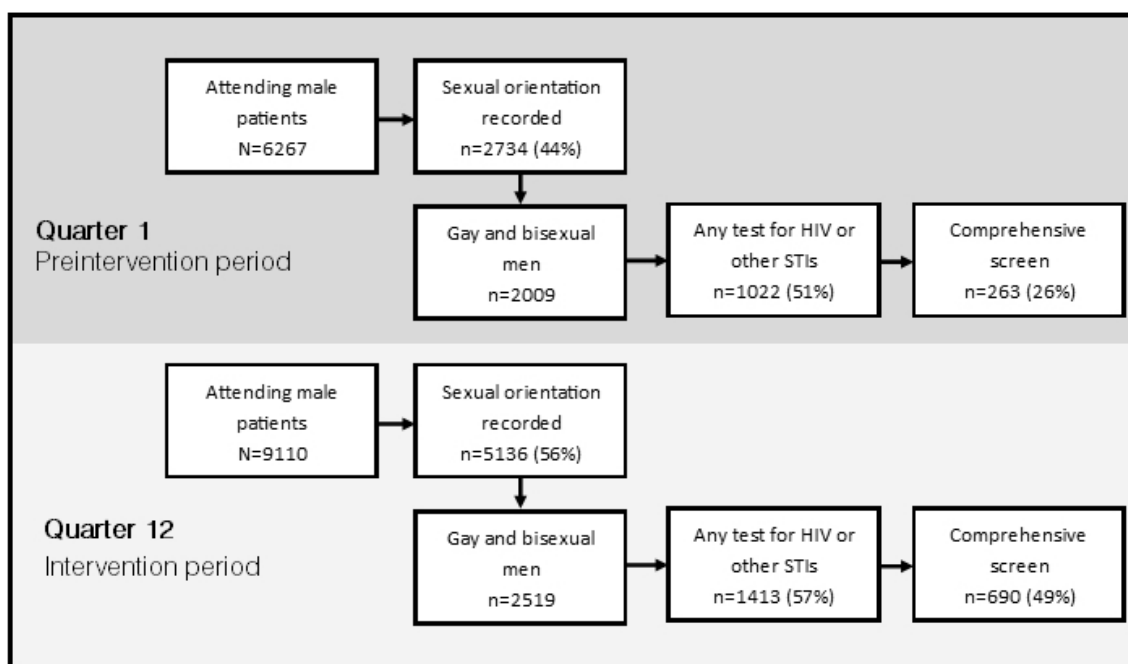 Attending male
patients
N=6267
Sexual orientation
recorded
n=2734 (44%)
Quarter 1
Preintervention period
Gay and bisexual
men
n=2009
Any test for HIV or
other STIs
n=1022 (51%)
Comprehensive
screen
n=263 (26%)
Attending male
patients
N=9110
Sexual orientation
recorded
n=5136 (56%)
Quarter 12
Intervention period
Gay and bisexual
men
n=2519
Any test for HIV or
other STIs
n=1413 (57%)
Comprehensive
screen
n=690 (49%)